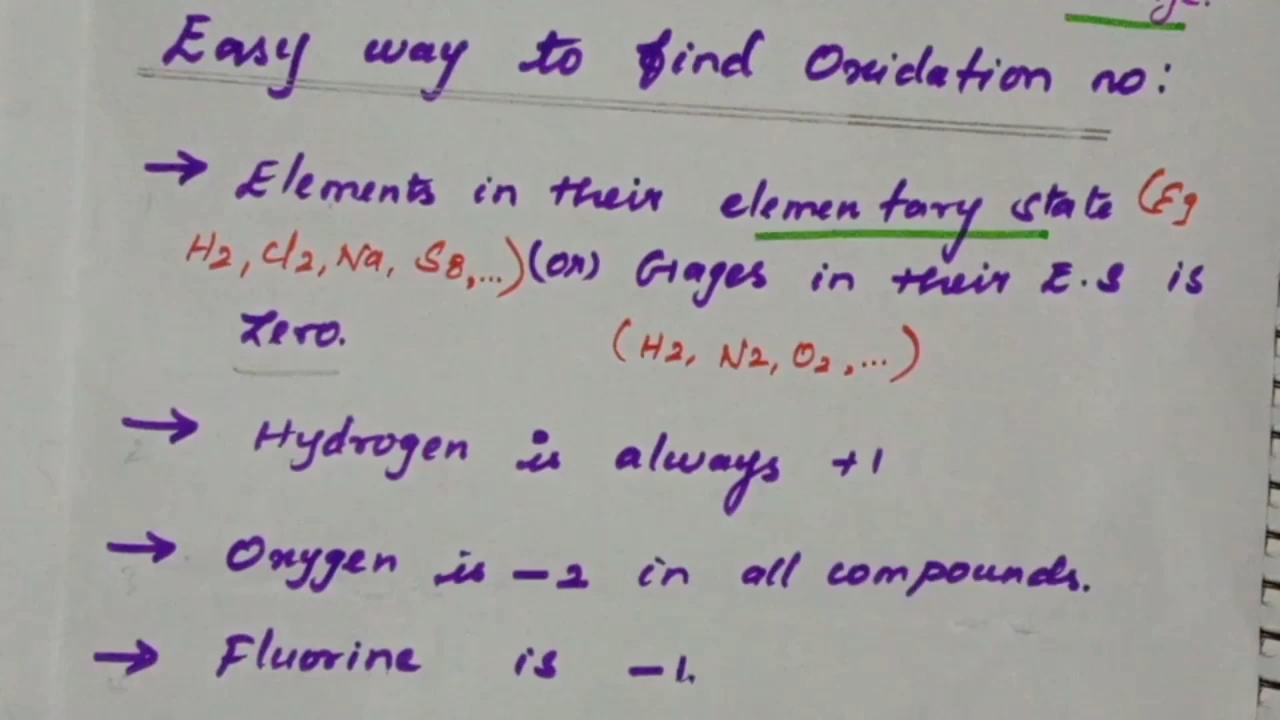 Easy way to find Oxidation no:
→ Elements in their elementary state (Eg
H2, Cl2, Na, S8,...) (or) Gages in their E.S is
Zero. (H2, N2, O2,...)
→ Hydrogen is always +1
→ Oxygen is -2 in all compounds.
→ Fluorine is -1.